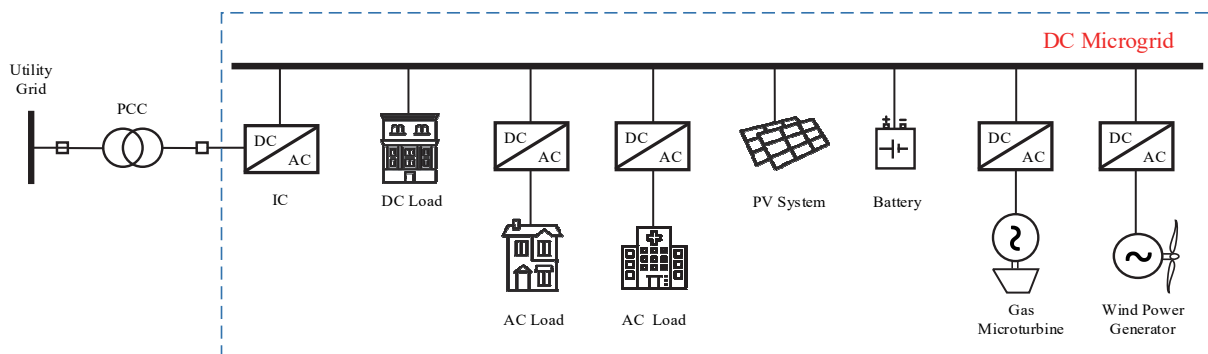 DC Microgrid
Utility
Grid
PCC
DC
AC
IC
DC Load
DC
AC
AC Load
DC
AC
AC Load
PV System
Battery
DC
AC
Gas
Microturbine
DC
AC
Wind Power
Generator